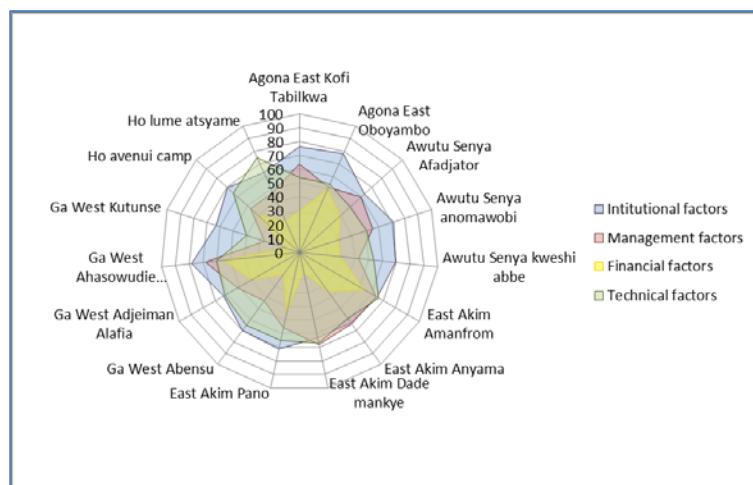 Agona East Kofi
Tabilkwa
Agona East
Oboyambo
Awutu Senya
Afadjator
Awutu Senya
anomawobi
Awutu Senya kweshi
abbe
East Akim
Amanfrom
East Akim Anyama
East Akim Dade
mankye
East Akim Pano
Ga West Abensu
Ga West Adjeiman
Alafia
Ga West
Ahasowudie
...
Ga West Kutunse
Ho avenui camp
Ho lume atsyame
100
90
80
70
60
50
40
30
20
10
0
Intitutional factors
Management factors
Financial factors
Technical factors